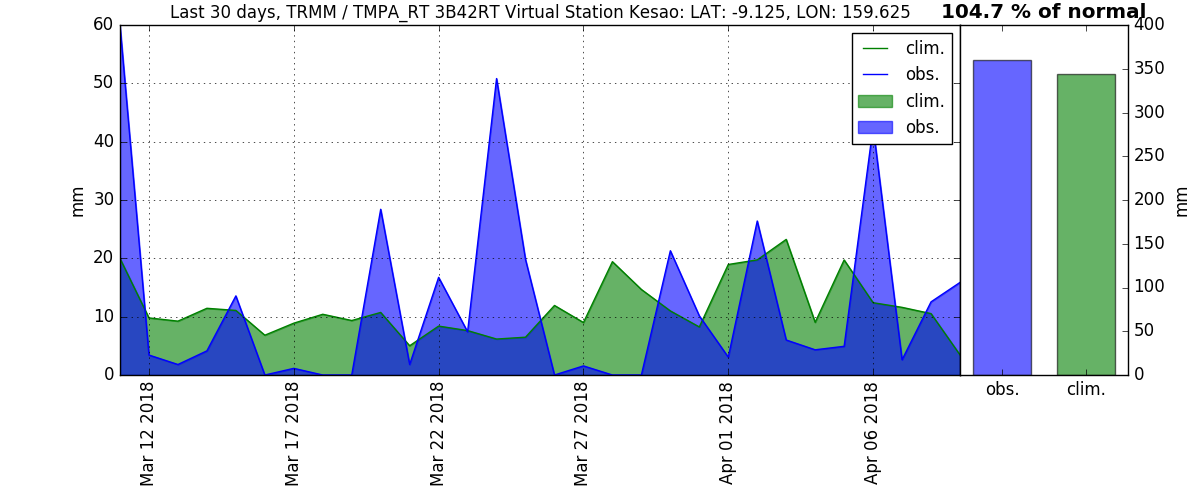 Last 30 days, TRMM / TMPA_RT 3B42RT Virtual Station Kesao: LAT: -9.125, LON: 159.625
104.7 % of normal
60
50
40
30
20
10
0
mm
clim.
obs.
clim.
obs.
400
350
300
250
200
150
100
50
0
mm
Mar 12 2018
Mar 17 2018
Mar 22 2018
Mar 27 2018
Apr 01 2018
Apr 06 2018
obs.
clim.